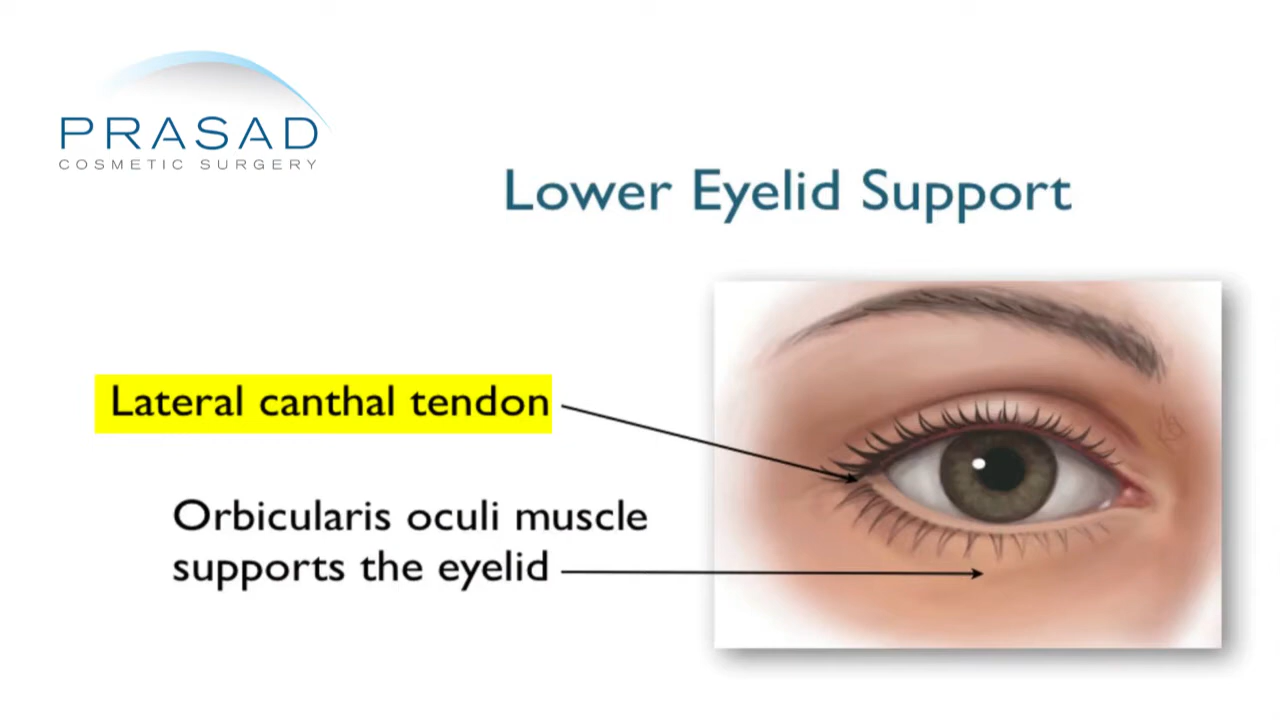 PRASAD
COSMETIC SURGERY
Lower Eyelid Support
Lateral canthal tendon
Orbicularis oculi muscle
supports the eyelid